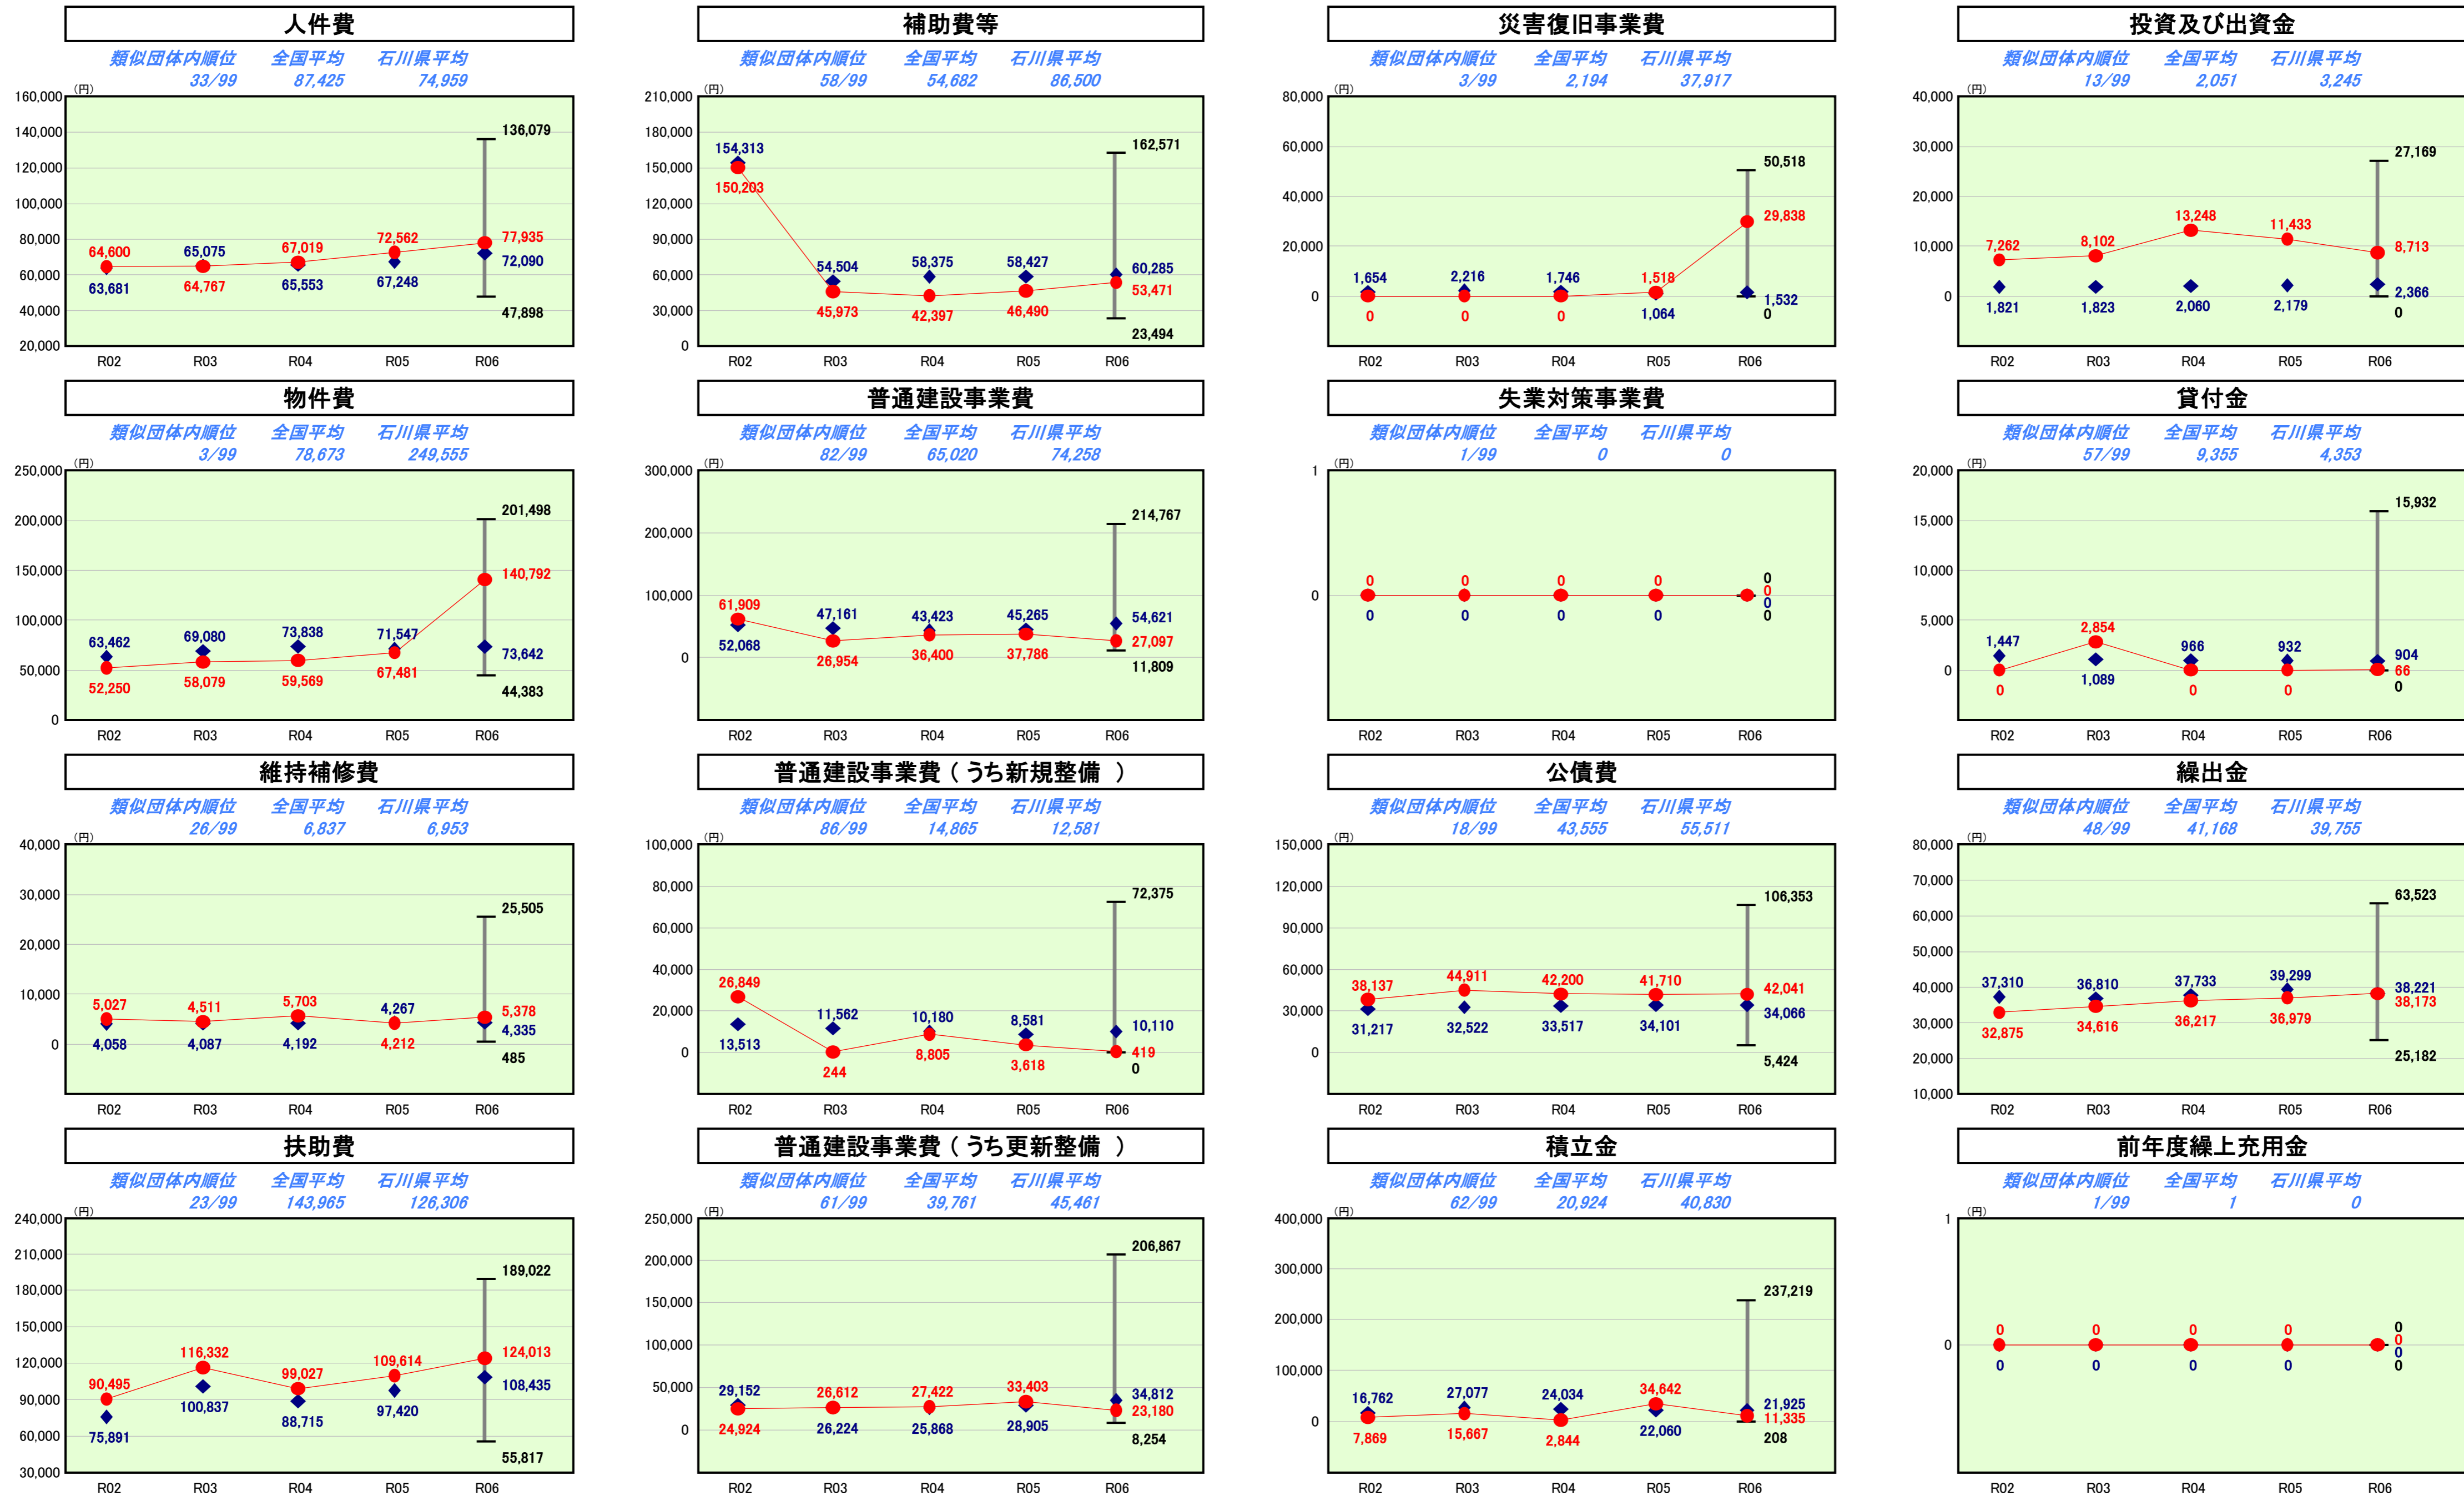 人件費
類似団体内順位 全国平均 石川県平均
33/99 87,425 74,959
(円)
160,000
140,000
120,000
100,000
80,000
60,000
40,000
20,000
136,079
64,600 65,075 67,019 72,562 77,935
63,681 64,767 65,553 67,248 72,090
47,898
R02 R03 R04 R05 R06
補助費等
類似団体内順位 全国平均 石川県平均
58/99 54,682 86,500
(円)
210,000
180,000
150,000
120,000
90,000
60,000
30,000
0
162,571
154,313 54,504 58,375 58,427 60,285
150,203 45,973 42,397 46,490 53,471
23,494
R02 R03 R04 R05 R06
災害復旧事業費
類似団体内順位 全国平均 石川県平均
3/99 2,194 37,917
(円)
80,000
60,000
40,000
20,000
0
50,518
29,838
1,654 2,216 1,746 1,518 1,532
0 0 0 1,064 0
R02 R03 R04 R05 R06
投資及び出資金
類似団体内順位 全国平均 石川県平均
13/99 2,051 3,245
(円)
40,000
30,000
20,000
10,000
0
27,169
7,262 8,102 13,248 11,433 8,713
1,821 1,823 2,060 2,179 2,366
0
R02 R03 R04 R05 R06
物件費
類似団体内順位 全国平均 石川県平均
3/99 78,673 249,555
(円)
250,000
200,000
150,000
100,000
50,000
0
201,498
140,792
63,462 69,080 73,838 71,547 73,642
52,250 58,079 59,569 67,481
44,383
R02 R03 R04 R05 R06
普通建設事業費
類似団体内順位 全国平均 石川県平均
82/99 65,020 74,258
(円)
300,000
200,000
100,000
0
214,767
61,909 47,161 43,423 45,265 54,621
52,068 26,954 36,400 37,786 27,097
11,809
R02 R03 R04 R05 R06
失業対策事業費
類似団体内順位 全国平均 石川県平均
1/99 0 0
(円)
1
0
0 0 0 0 0
0
0
0 0 0 0 0
R02 R03 R04 R05 R06
貸付金
類似団体内順位 全国平均 石川県平均
57/99 9,355 4,353
(円)
20,000
15,000
10,000
5,000
0
15,932
1,447 2,854 966 932 904
66
0 1,089 0 0 0
R02 R03 R04 R05 R06
維持補修費
類似団体内順位 全国平均 石川県平均
26/99 6,837 6,953
(円)
40,000
30,000
20,000
10,000
0
25,505
5,027 4,511 5,703 4,267 5,378
4,058 4,087 4,192 4,212 4,335
485
R02 R03 R04 R05 R06
普通建設事業費（うち新規整備 ）
類似団体内順位 全国平均 石川県平均
86/99 14,865 12,581
(円)
100,000
80,000
60,000
40,000
20,000
0
72,375
26,849 11,562 10,180 8,581 10,110
13,513 244 8,805 3,618 419
0
R02 R03 R04 R05 R06
公債費
類似団体内順位 全国平均 石川県平均
18/99 43,555 55,511
(円)
150,000
120,000
90,000
60,000
30,000
0
106,353
38,137 44,911 42,200 41,710 42,041
31,217 32,522 33,517 34,101 34,066
5,424
R02 R03 R04 R05 R06
繰出金
類似団体内順位 全国平均 石川県平均
48/99 41,168 39,755
(円)
80,000
70,000
60,000
50,000
40,000
30,000
20,000
10,000
63,523
37,310 36,810 37,733 39,299 38,221
32,875 34,616 36,217 36,979 38,173
25,182
R02 R03 R04 R05 R06
扶助費
類似団体内順位 全国平均 石川県平均
23/99 143,965 126,306
(円)
240,000
210,000
180,000
150,000
120,000
90,000
60,000
30,000
189,022
90,495 116,332 99,027 109,614 124,013
75,891 100,837 88,715 97,420 108,435
55,817
R02 R03 R04 R05 R06
普通建設事業費（うち更新整備 ）
類似団体内順位 全国平均 石川県平均
61/99 39,761 45,461
(円)
250,000
200,000
150,000
100,000
50,000
0
206,867
29,152 26,612 27,422 33,403 34,812
24,924 26,224 25,868 28,905 23,180
8,254
R02 R03 R04 R05 R06
積立金
類似団体内順位 全国平均 石川県平均
62/99 20,924 40,830
(円)
400,000
300,000
200,000
100,000
0
237,219
16,762 27,077 24,034 34,642 21,925
7,869 15,667 2,844 22,060 11,335
208
R02 R03 R04 R05 R06
前年度繰上充用金
類似団体内順位 全国平均 石川県平均
1/99 1 0
(円)
1
0
0 0 0 0 0
0
0
0 0 0 0 0
R02 R03 R04 R05 R06